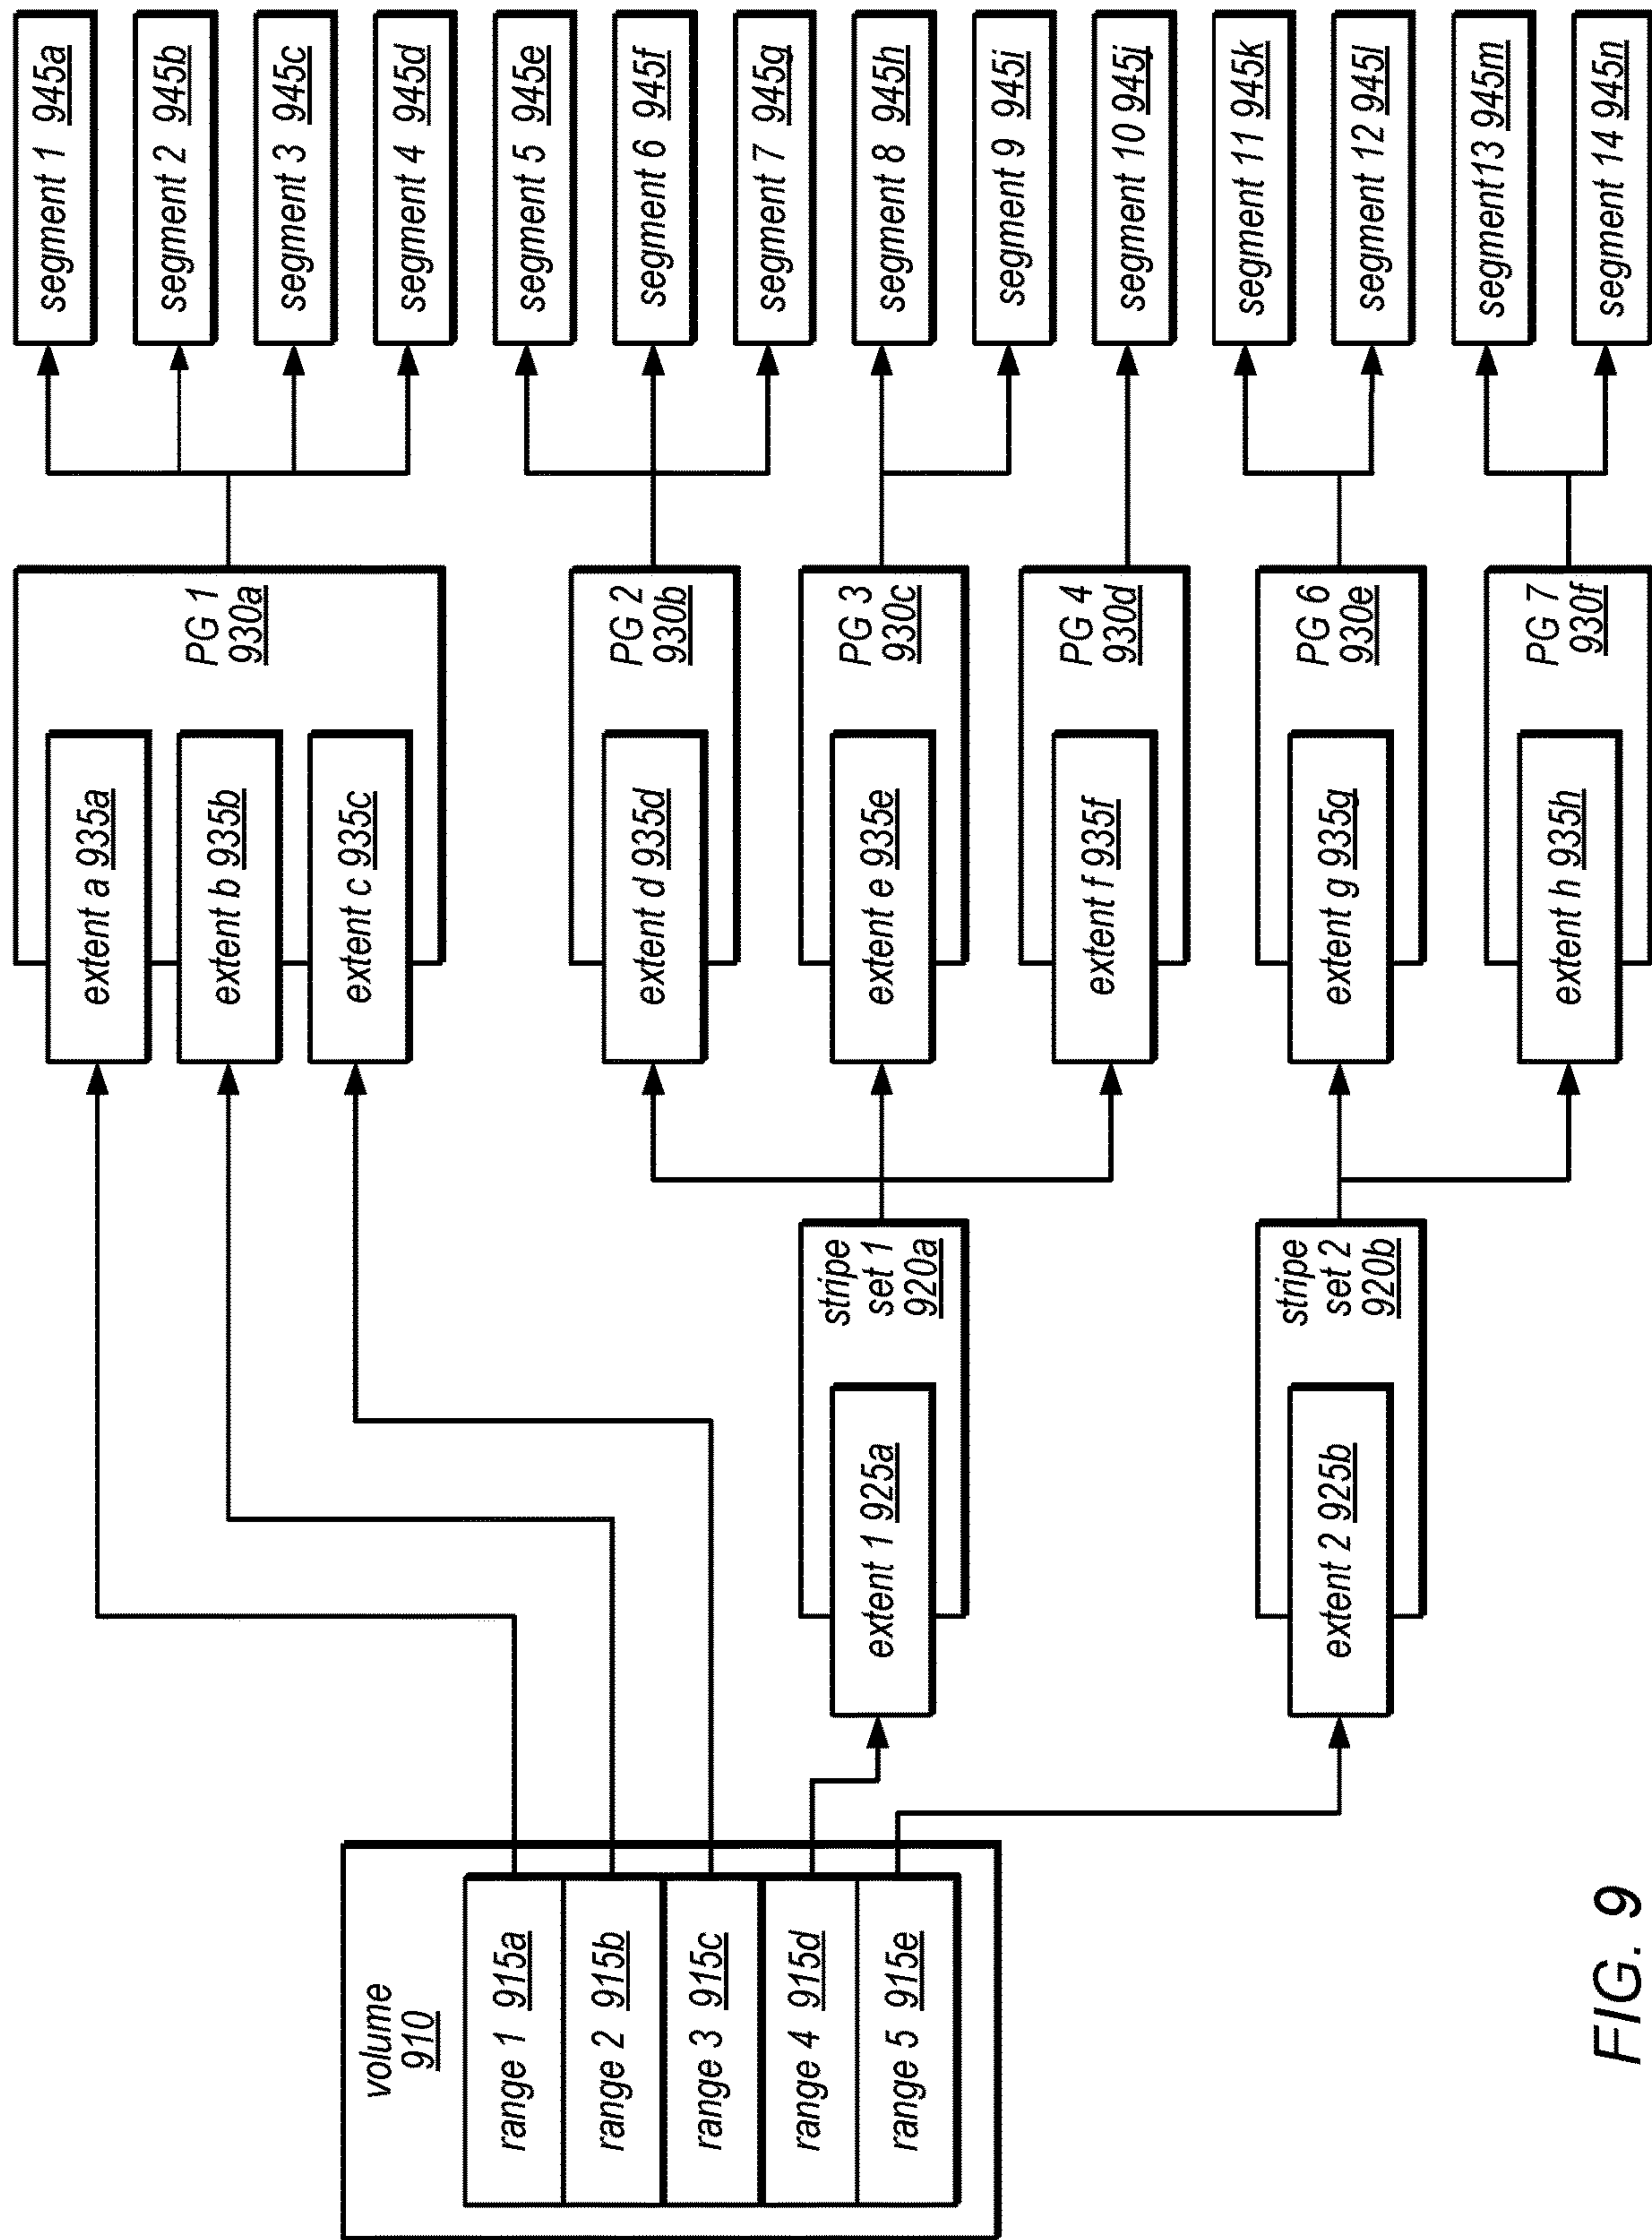 volume
910
range 1 915a
range 2 915b
range 3 915c
range 4 915d
range 5 915e
extent 1 925a
stripe
set 1
920a
extent 2 925b
stripe
set 2
920b
extent a 935a
extent b 935b
extent c 935c
PG 1
930a
extent d 935d
PG 2
930b
extent e 935e
PG 3
930c
extent f 935f
PG 4
930d
extent g 935g
PG 6
930e
extent h 935h
PG 7
930f
segment 1 945a
segment 2 945b
segment 3 945c
segment 4 945d
segment 5 945e
segment 6 945f
segment 7 945g
segment 8 945h
segment 9 945i
segment 10 945j
segment 11 945k
segment 12 945l
segment13 945m
segment 14 945n
FIG. 9